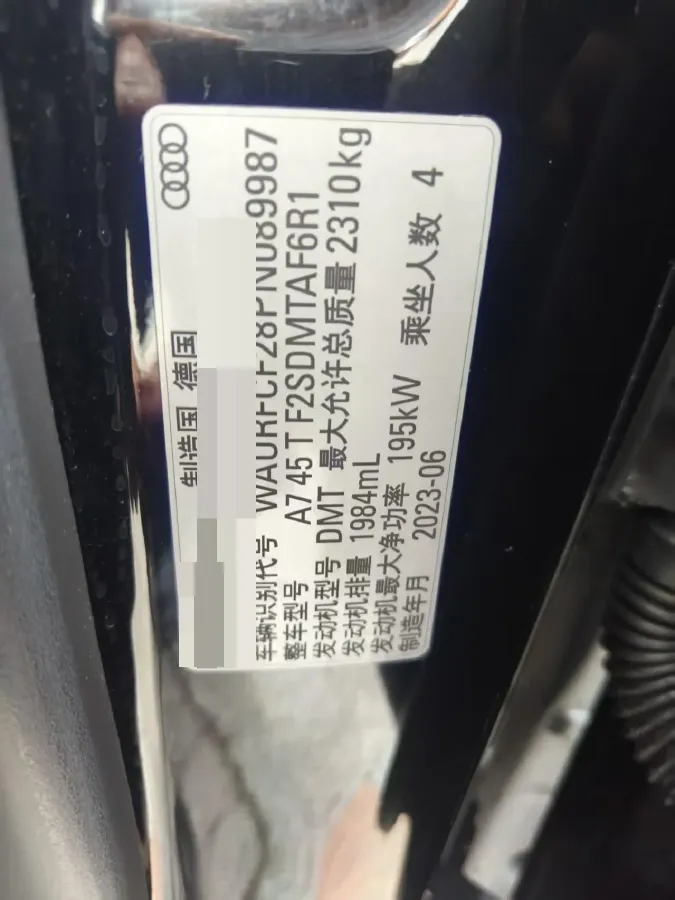 制造国 德国
车辆识别代号 WAURFCF28PN089987
整车型号 A7 45 T F2SDMTAF6R1
发动机型号 DMT 最大允许总质量 2310kg
发动机排量 1984mL
发动机最大净功率 195kW 乘坐人数 4
制造年月 2023-06